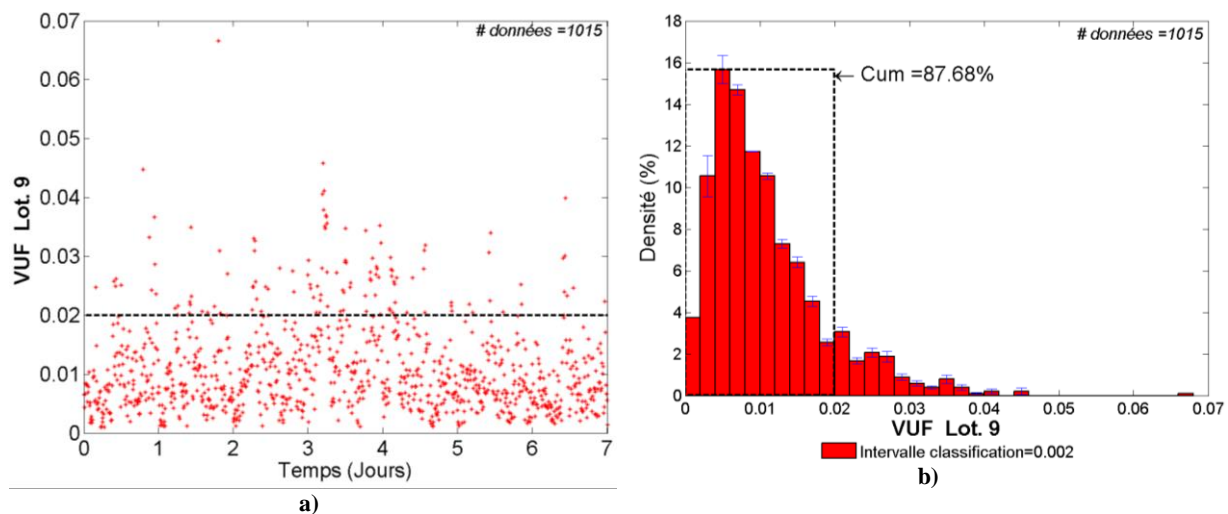 # données =1015
0.07
0.06
0.05
0.04
0.03
0.02
0.01
0
VUF Lot. 9
0 1 2 3 4 5 6 7
Temps (Jours)
a)
# données =1015
18
16
14
12
10
8
6
4
2
0
Densité (%)
← Cum =87.68%
0 0.01 0.02 0.03 0.04 0.05 0.06 0.07
VUF Lot. 9
Intervalle classification=0.002
b)